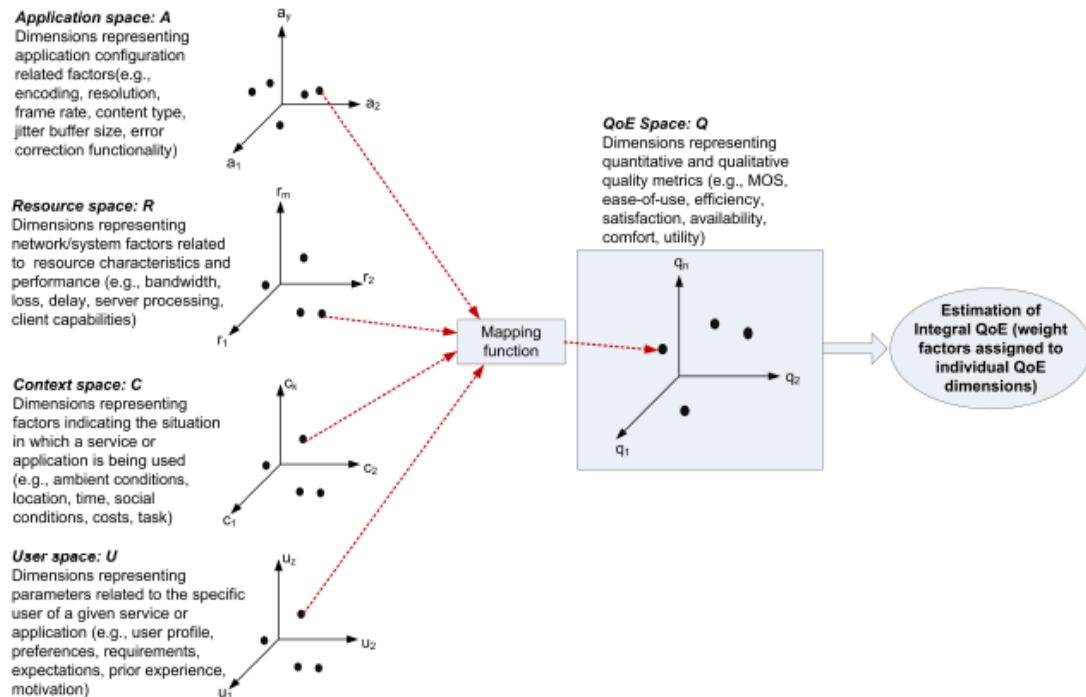 Application space: A
Dimensions representing
application configuration
related factors(e.g.,
encoding, resolution,
frame rate, content type,
jitter buffer size, error
correction functionality)
ay
a2
a1
Resource space: R
Dimensions representing
network/system factors related
to resource characteristics and
performance (e.g., bandwidth,
loss, delay, server processing,
client capabilities)
rm
r2
r1
Context space: C
Dimensions representing
factors indicating the situation
in which a service or
application is being used
(e.g., ambient conditions,
location, time, social
conditions, costs, task)
ck
c2
c1
User space: U
Dimensions representing
parameters related to the specific
user of a given service or
application (e.g., user profile,
preferences, requirements,
expectations, prior experience,
motivation)
uz
u2
u1
Mapping
function
QoE Space: Q
Dimensions representing
quantitative and qualitative
quality metrics (e.g., MOS,
ease-of-use, efficiency,
satisfaction, availability,
comfort, utility)
qn
q2
q1
Estimation of
Integral QoE (weight
factors assigned to
individual QoE
dimensions)